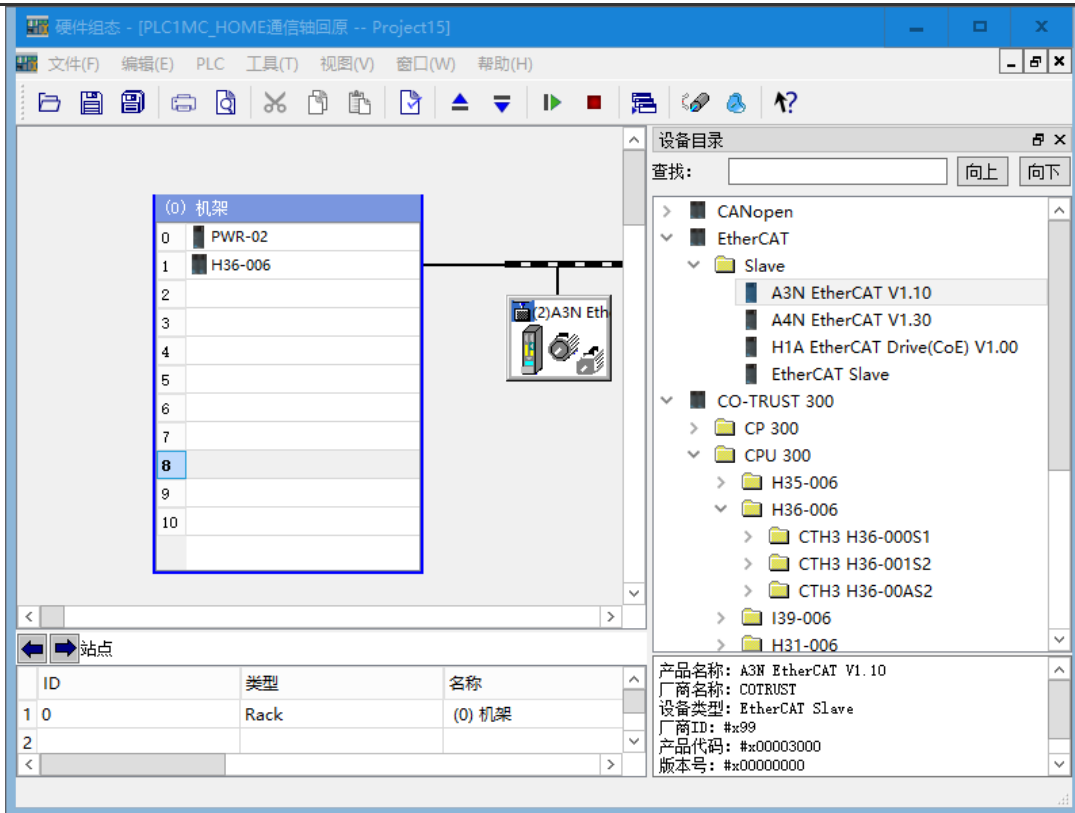 硬件组态 - [PLC1MC_HOME通信轴回原 -- Project15]
文件(F) 编辑(E) PLC 工具(T) 视图(V) 窗口(W) 帮助(H)
设备目录
查找: 向上 向下
(0) 机架
0 PWR-02
1 H36-006
2
3
4
5
6
7
8
9
10
(2)A3N Eth
CANopen
EtherCAT
Slave
A3N EtherCAT V1.10
A4N EtherCAT V1.30
H1A EtherCAT Drive(CoE) V1.00
EtherCAT Slave
CO-TRUST 300
CP 300
CPU 300
H35-006
H36-006
CTH3 H36-000S1
CTH3 H36-001S2
CTH3 H36-00AS2
I39-006
H31-006
站点
ID 类型 名称
1 0 Rack (0) 机架
2
产品名称: A3N EtherCAT V1.10
厂商名称: COTRUST
设备类型: EtherCAT Slave
厂商ID: #x99
产品代码: #x00003000
版本号: #x00000000